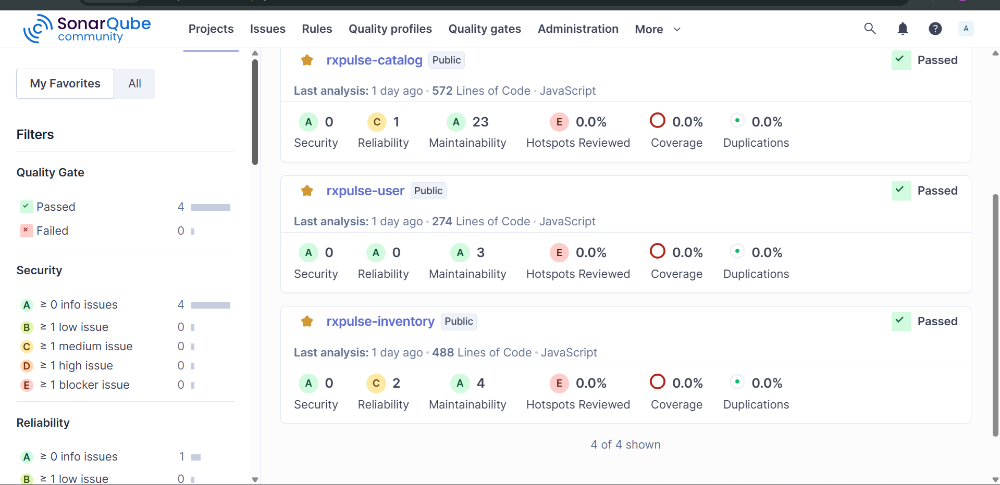 SonarQube community
Projects Issues Rules Quality profiles Quality gates Administration More ? A
My Favorites All
Filters
Quality Gate
Passed 4
Failed 0
Security
A ≥ 0 info issues 4
B ≥ 1 low issue 0
C ≥ 1 medium issue 0
D ≥ 1 high issue 0
E ≥ 1 blocker issue 0
Reliability
A ≥ 0 info issues 1
B ≥ 1 low issue 0
rxpulse-catalog Public Passed
Last analysis: 1 day ago • 572 Lines of Code • JavaScript
A 0 C 1 A 23 E 0.0% 0.0% 0.0%
Security Reliability Maintainability Hotspots Reviewed Coverage Duplications
rxpulse-user Public Passed
Last analysis: 1 day ago • 274 Lines of Code • JavaScript
A 0 A 0 A 3 E 0.0% 0.0% 0.0%
Security Reliability Maintainability Hotspots Reviewed Coverage Duplications
rxpulse-inventory Public Passed
Last analysis: 1 day ago • 488 Lines of Code • JavaScript
A 0 C 2 A 4 E 0.0% 0.0% 0.0%
Security Reliability Maintainability Hotspots Reviewed Coverage Duplications
4 of 4 shown